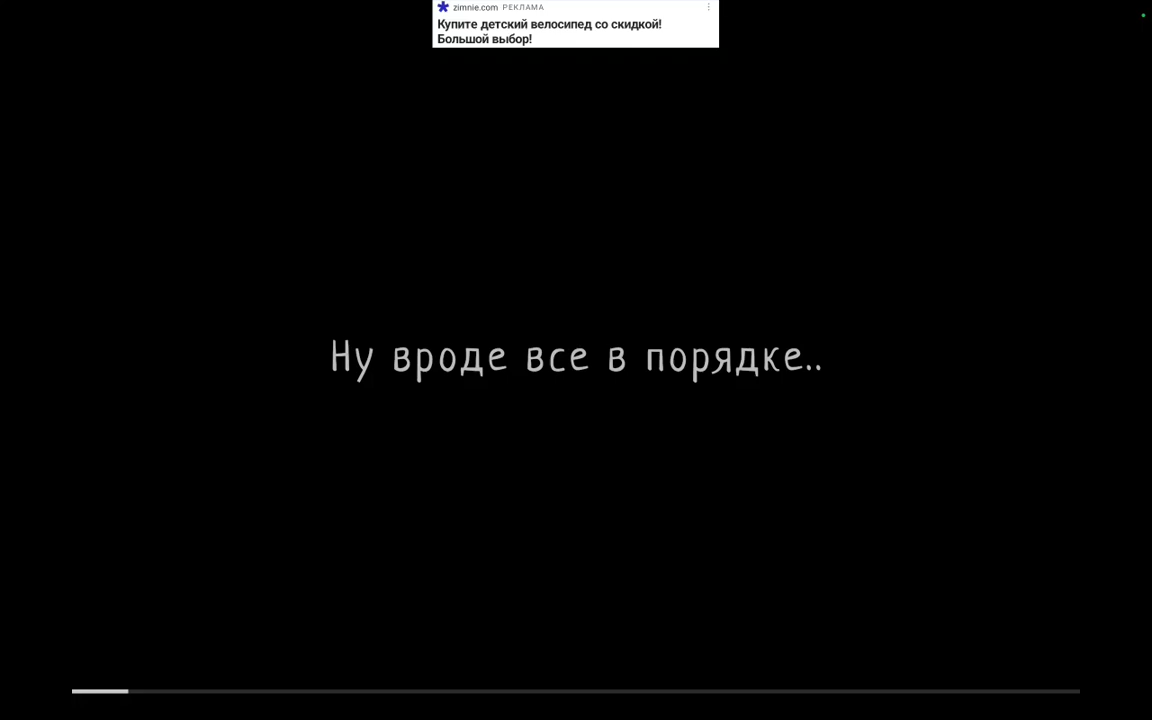 zimnie.com РЕКЛАМА
Купите детский велосипед со скидкой!
Большой выбор!
Ну вроде все в порядке..